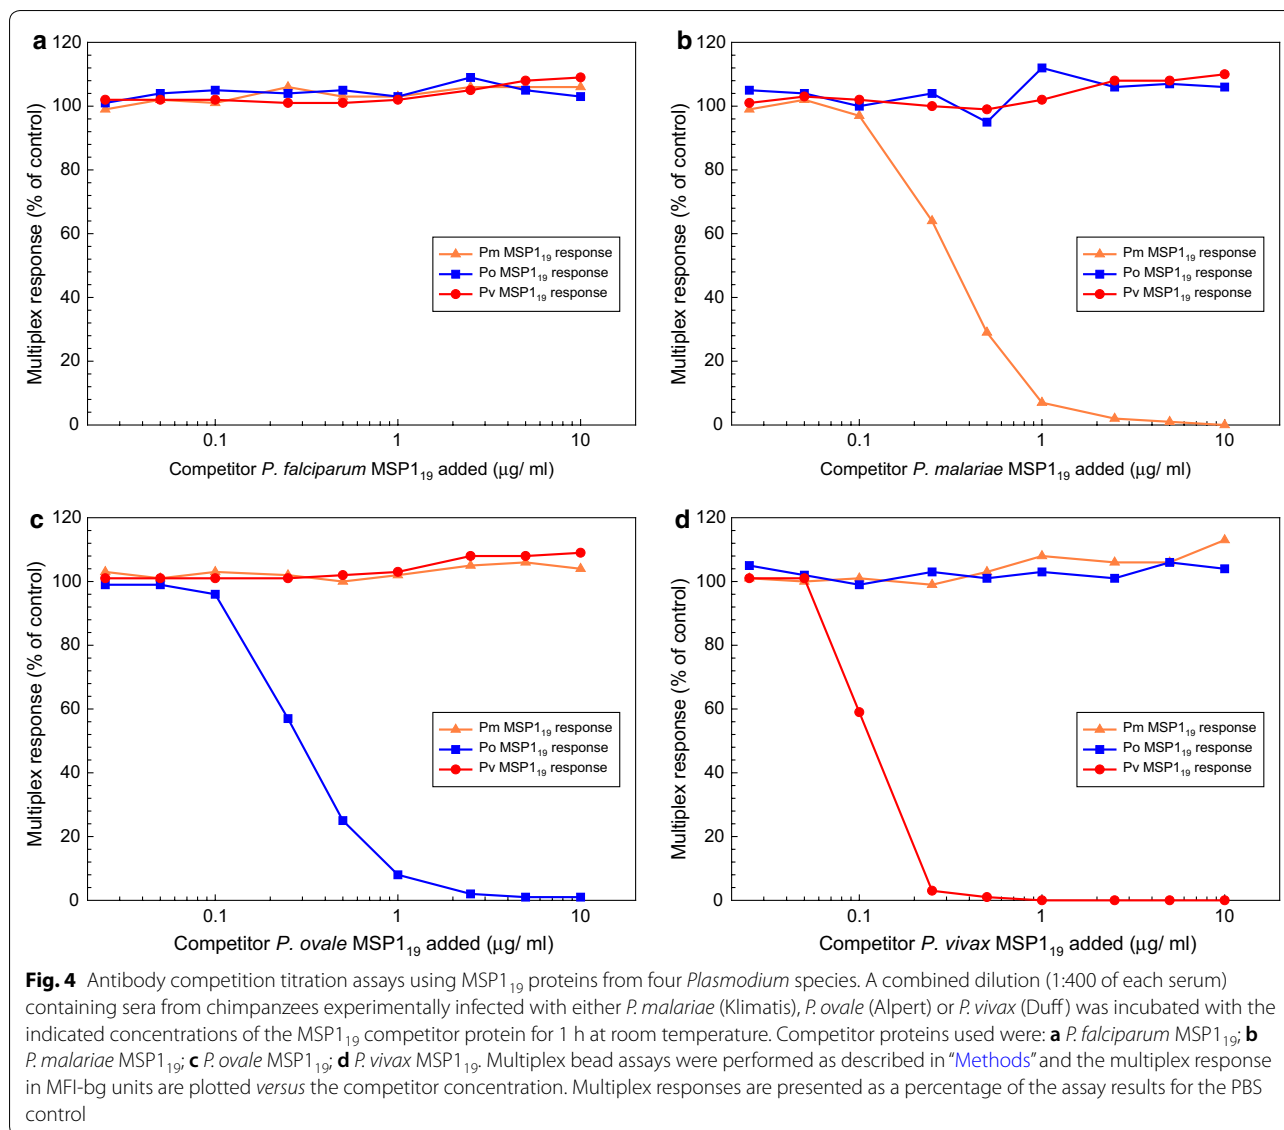 a
120
100
80
60
40
20
0
Multiplex response (% of control)
Pm MSP1₁₉ response
Po MSP1₁₉ response
Pv MSP1₁₉ response
0.1 1 10
Competitor P. falciparum MSP1₁₉ added (µg/ ml)
b
120
100
80
60
40
20
0
Multiplex response (% of control)
Pm MSP1₁₉ response
Po MSP1₁₉ response
Pv MSP1₁₉ response
0.1 1 10
Competitor P. malariae MSP1₁₉ added (µg/ ml)
c
120
100
80
60
40
20
0
Multiplex response (% of control)
Pm MSP1₁₉ response
Po MSP1₁₉ response
Pv MSP1₁₉ response
0.1 1 10
Competitor P. ovale MSP1₁₉ added (µg/ ml)
d
120
100
80
60
40
20
0
Multiplex response (% of control)
Pm MSP1₁₉ response
Po MSP1₁₉ response
Pv MSP1₁₉ response
0.1 1 10
Competitor P. vivax MSP1₁₉ added (µg/ ml)
Fig. 4 Antibody competition titration assays using MSP1₁₉ proteins from four Plasmodium species. A combined dilution (1:400 of each serum)
containing sera from chimpanzees experimentally infected with either P. malariae (Klimatis), P. ovale (Alpert) or P. vivax (Duff) was incubated with the
indicated concentrations of the MSP1₁₉ competitor protein for 1 h at room temperature. Competitor proteins used were: a P. falciparum MSP1₁₉; b
P. malariae MSP1₁₉; c P. ovale MSP1₁₉; d P. vivax MSP1₁₉. Multiplex bead assays were performed as described in “Methods” and the multiplex response
in MFI-bg units are plotted versus the competitor concentration. Multiplex responses are presented as a percentage of the assay results for the PBS
control